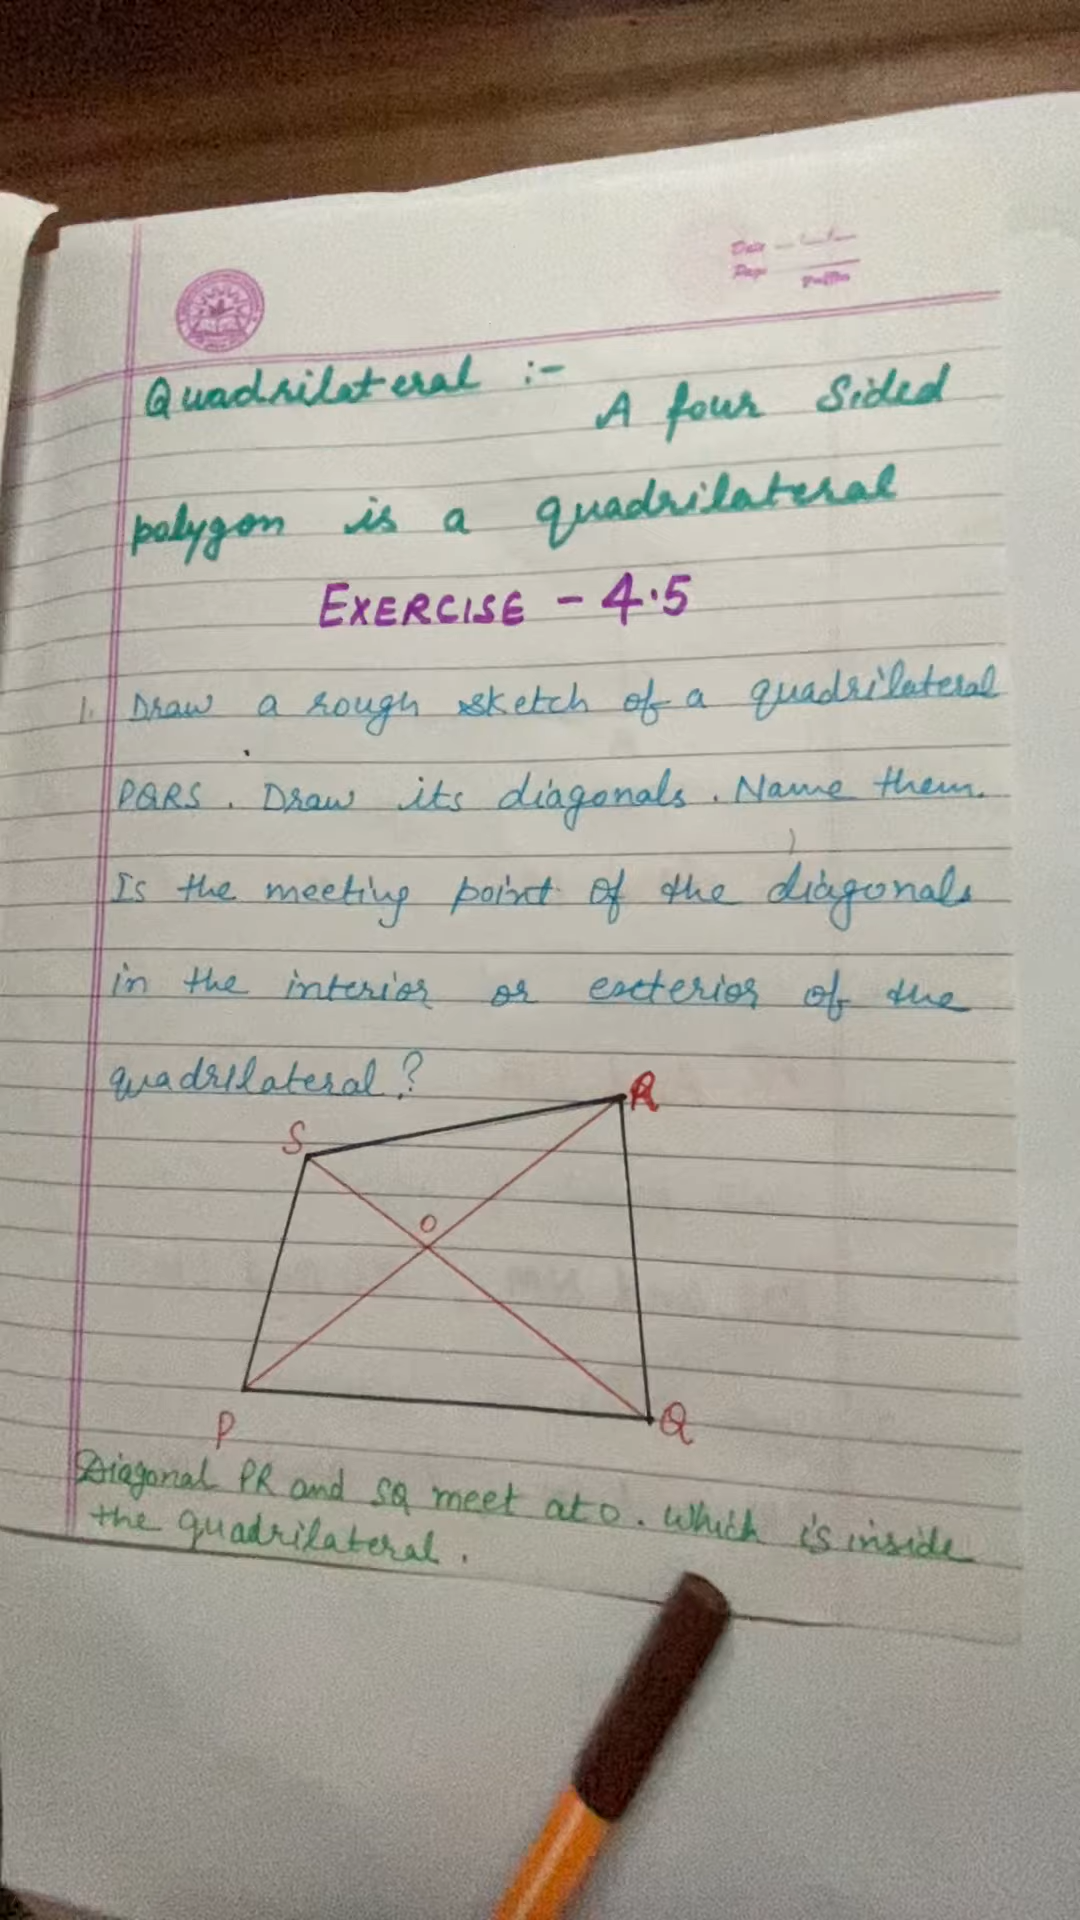 Date
Page
Quadrilateral :- A four Sided
polygon is a quadrilateral
EXERCISE - 4.5
1. Draw a rough sketch of a quadrilateral
PQRS. Draw its diagonals. Name them.
Is the meeting point of the diagonals
in the interior or exterior of the
quadrilateral?
S R
O
P Q
Diagonal PR and SQ meet at O. Which is inside
the quadrilateral.